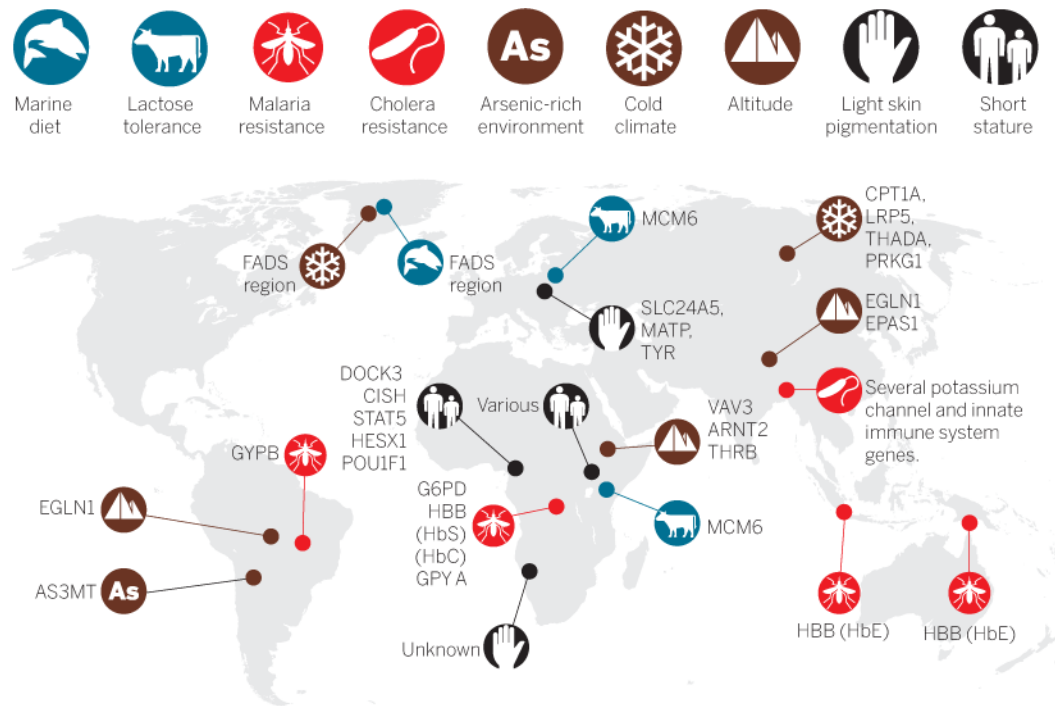 Marine
diet
Lactose
tolerance
Malaria
resistance
Cholera
resistance
As
Arsenic-rich
environment
Cold
climate
Altitude
Light skin
pigmentation
Short
stature
FADS
region
FADS
region
MCM6
CPT1A,
LRP5,
THADA,
PRKG1
SLC24A5,
MATP,
TYR
EGLN1
EPAS1
DOCK3
CISH
STAT5
HESX1
POU1F1
Various
VAV3
ARNT2
THRB
Several potassium
channel and innate
immune system
genes.
GYPB
EGLN1
G6PD
HBB
(HbS)
(HbC)
GPY A
MCM6
AS3MT
As
Unknown
HBB (HbE)
HBB (HbE)